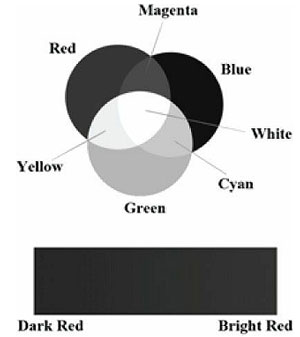 Magenta
Red
Blue
White
Yellow
Cyan
Green
Dark Red
Bright Red